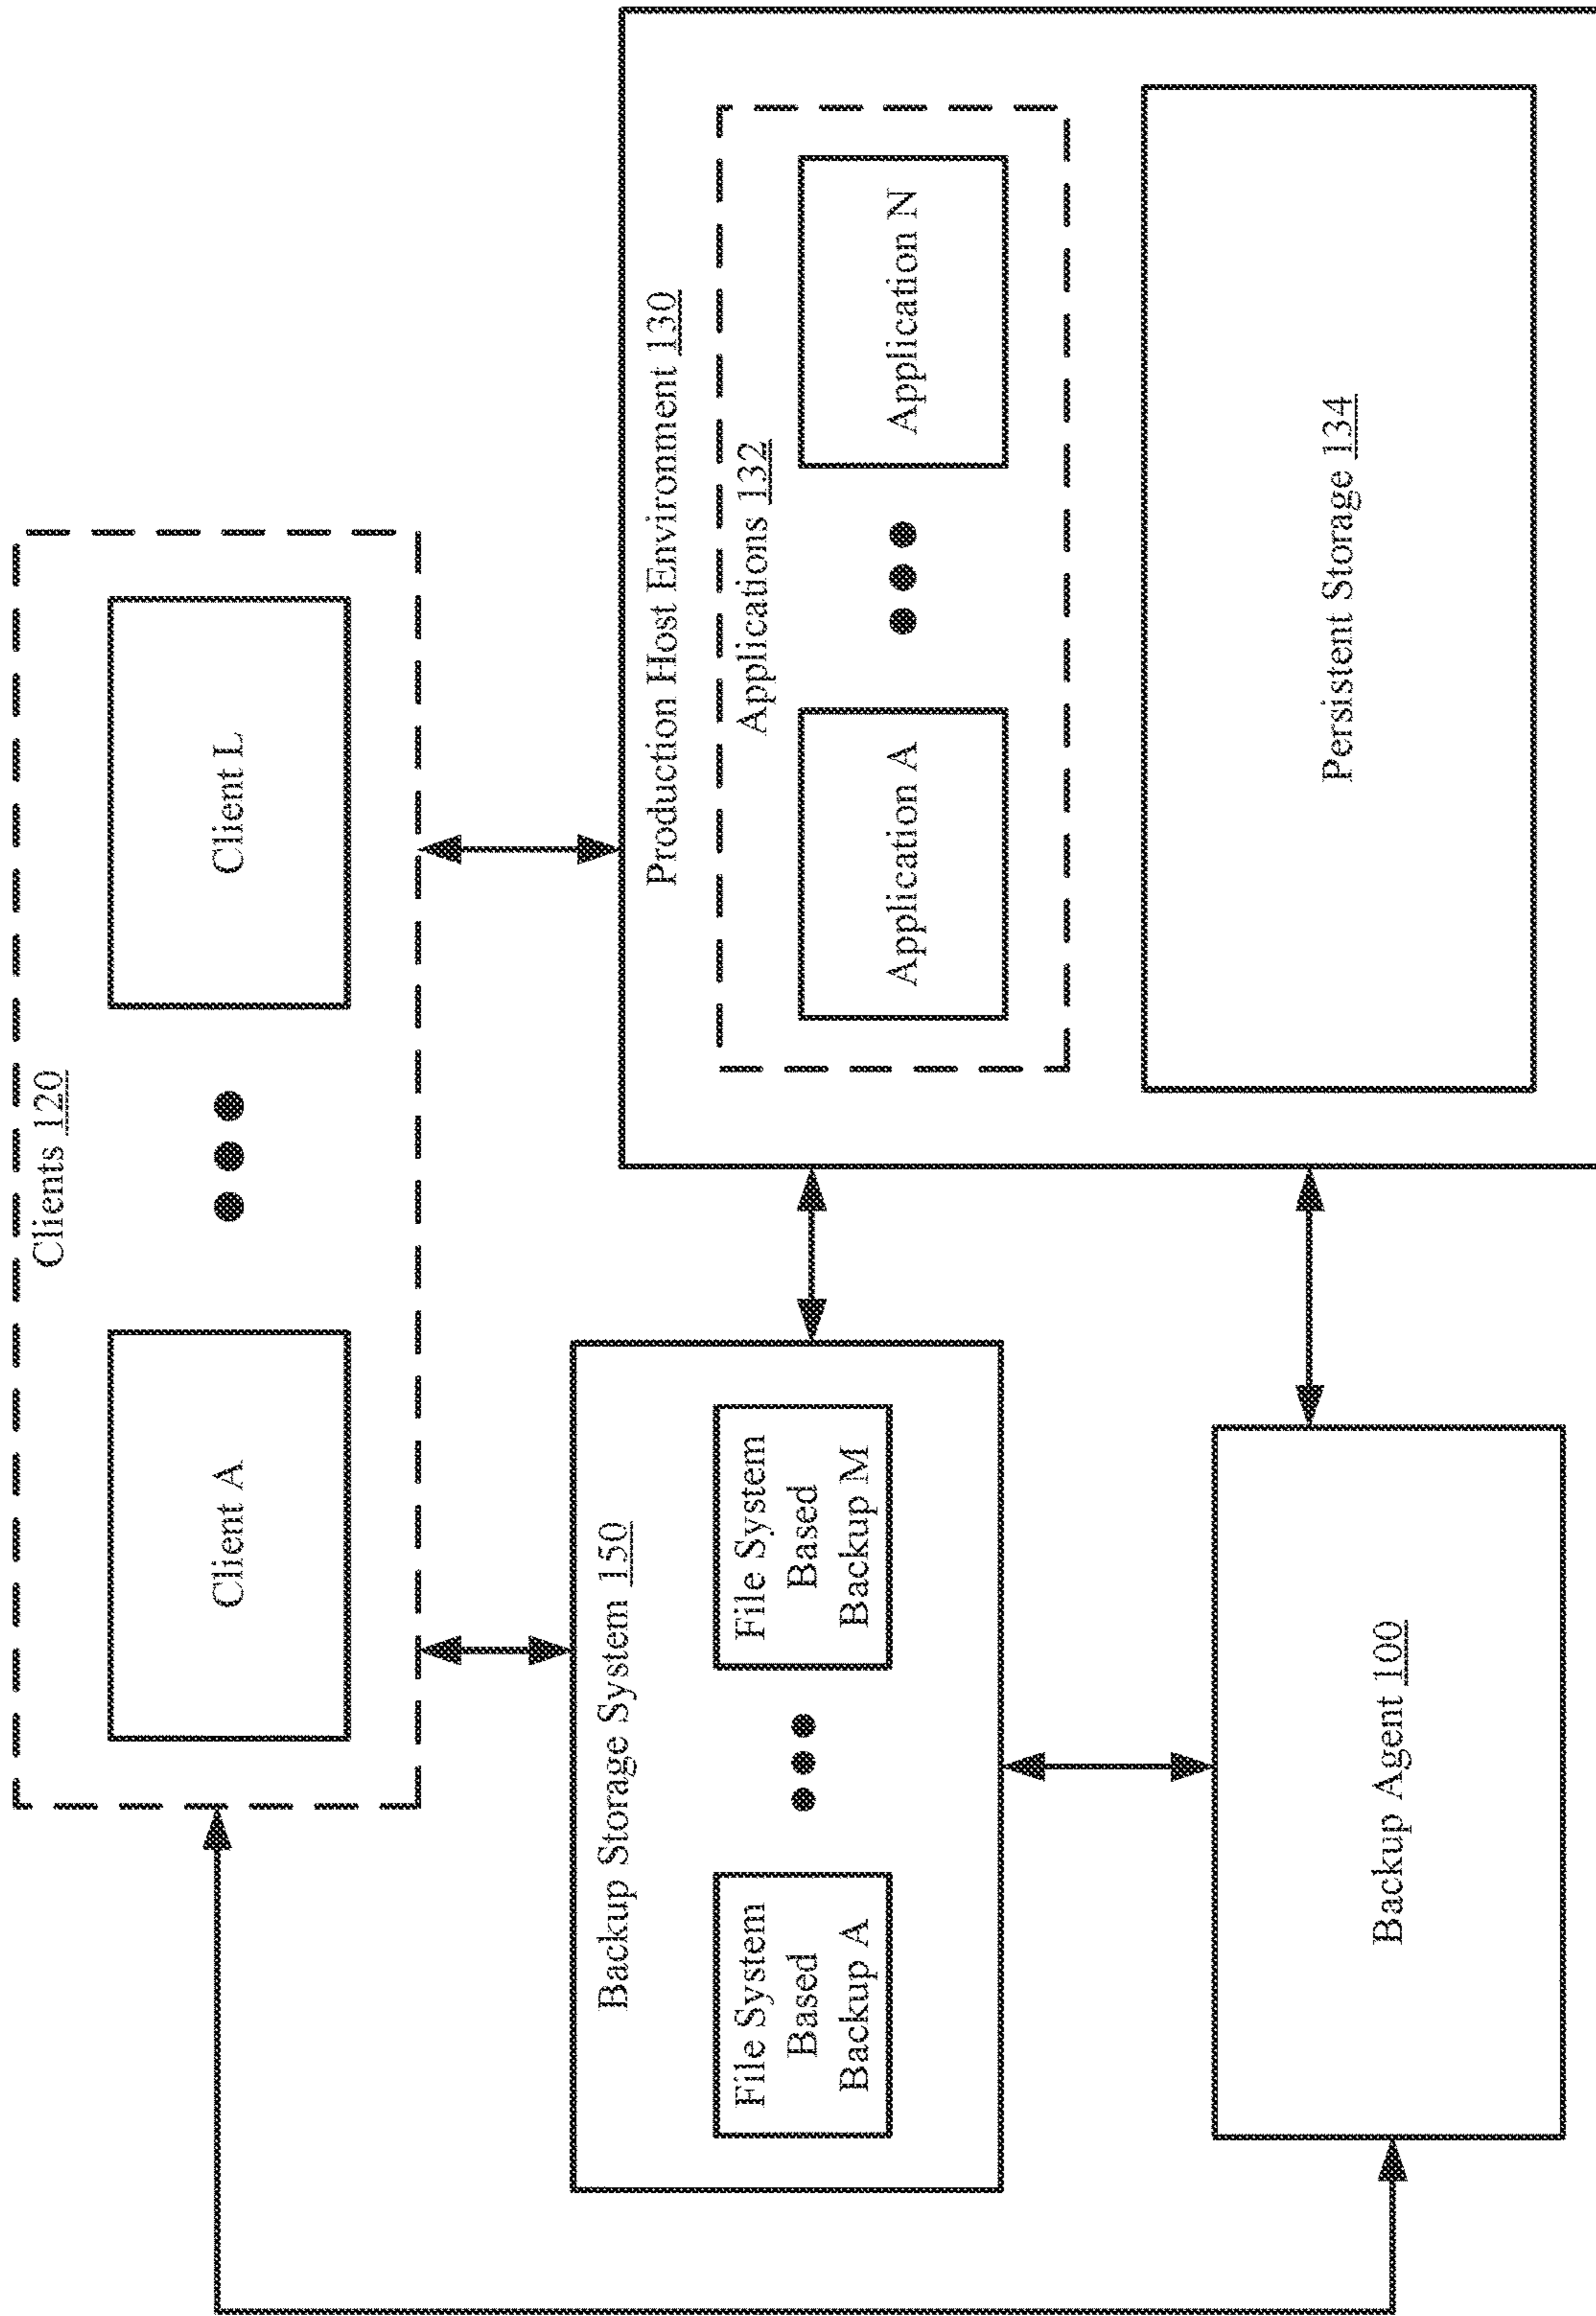 Clients 120
Client A
Client L
Backup Storage System 150
File System
Based
Backup A
File System
Based
Backup M
Production Host Environment 130
Applications 132
Application A
Application N
Persistent Storage 134
Backup Agent 100